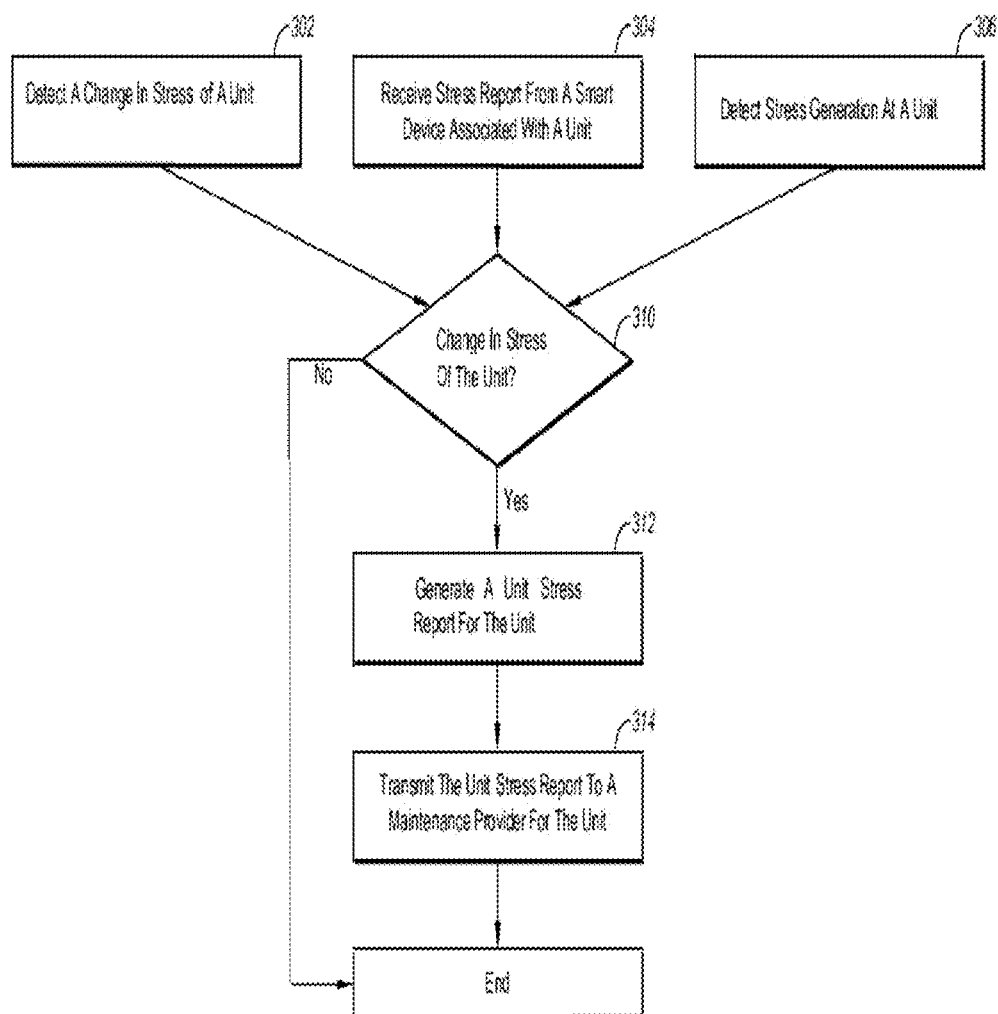 302
304
306
Detect A Change In Stress of A Unit
Receive Stress Report From A Smart
Device Associated With A Unit
Detect Stress Generation At A Unit
310
Change In Stress
Of The Unit?
No
Yes
312
Generate A Unit Stress
Report For The Unit
314
Transmit The Unit Stress Report To A
Maintenance Provider For The Unit
End